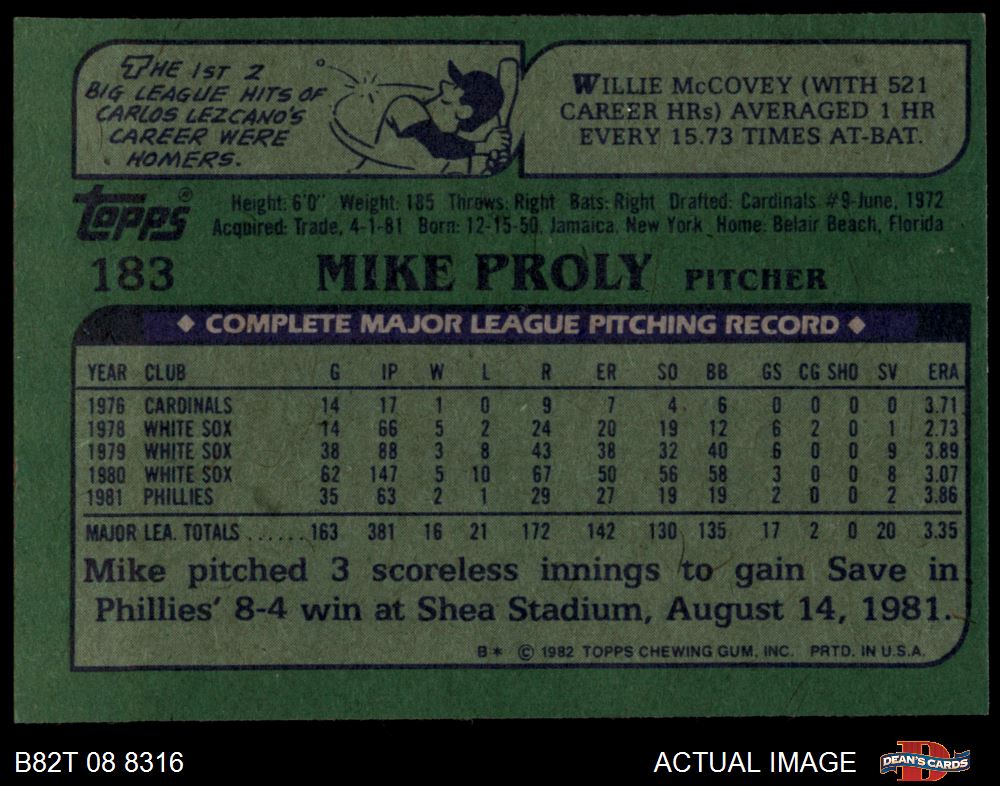 THE 1ST 2
BIG LEAGUE HITS OF
CARLOS LEZCANO'S
CAREER WERE
HOMERS.
WILLIE McCOVEY (WITH 521
CAREER HRs) AVERAGED 1 HR
EVERY 15.73 TIMES AT-BAT.
Topps®
Height: 6'0" Weight: 185 Throws: Right Bats: Right Drafted: Cardinals #9-June, 1972
Acquired: Trade, 4-1-81 Born: 12-15-50, Jamaica, New York Home: Belair Beach, Florida
183 MIKE PROLY PITCHER
◆ COMPLETE MAJOR LEAGUE PITCHING RECORD ◆
YEAR CLUB G IP W L R ER SO BB GS CG SHO SV ERA
1976 CARDINALS 14 17 1 0 9 7 4 6 0 0 0 0 3.71
1978 WHITE SOX 14 66 5 2 24 20 19 12 6 2 0 1 2.73
1979 WHITE SOX 38 88 3 8 43 38 32 40 6 0 0 9 3.89
1980 WHITE SOX 62 147 5 10 67 50 56 58 3 0 0 8 3.07
1981 PHILLIES 35 63 2 1 29 27 19 19 2 0 0 2 3.86
MAJOR LEA. TOTALS ...... 163 381 16 21 172 142 130 135 17 2 0 20 3.35
Mike pitched 3 scoreless innings to gain Save in
Phillies' 8-4 win at Shea Stadium, August 14, 1981.
B* © 1982 TOPPS CHEWING GUM, INC. PRTD. IN U.S.A.
B82T 08 8316
ACTUAL IMAGE
DEAN'S CARDS